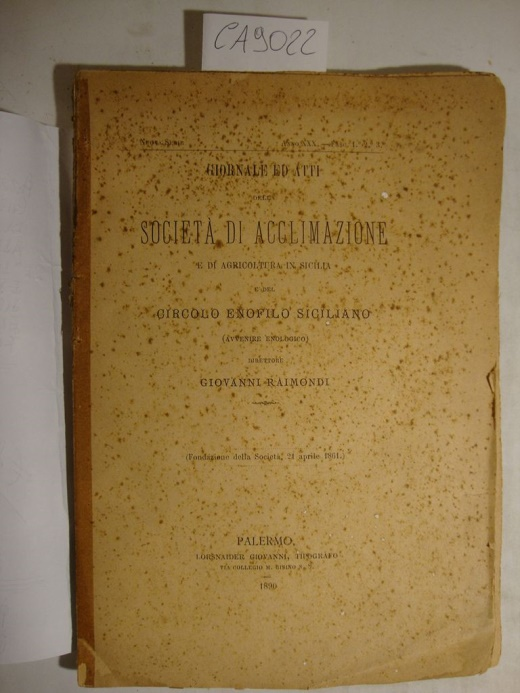 CA9022
NUOVA SERIE ANNO XXX.
GIORNALE ED ATTI
DELLA
SOCIETÀ DI ACCLIMAZIONE
E DI AGRICOLTURA IN SICILIA
E DEL
CIRCOLO ENOFILO SICILIANO
(AVVENIRE ENOLOGICO)
DIRETTORE
GIOVANNI RAIMONDI
(Fondazione della Società, 21 aprile 1861.)
PALERMO
LORSNAIDER GIOVANNI, TIPOGRAFO
VIA COLLEGIO M. GIBINO
1890